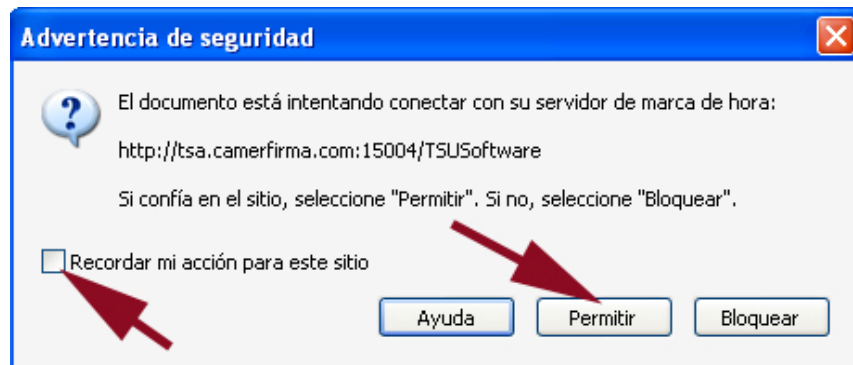 Advertencia de seguridad
El documento está intentando conectar con su servidor de marca de hora:
http://tsa.camerfirma.com:15004/TSUSoftware
Si confía en el sitio, seleccione "Permitir". Si no, seleccione "Bloquear".
Recordar mi acción para este sitio
Ayuda Permitir Bloquear